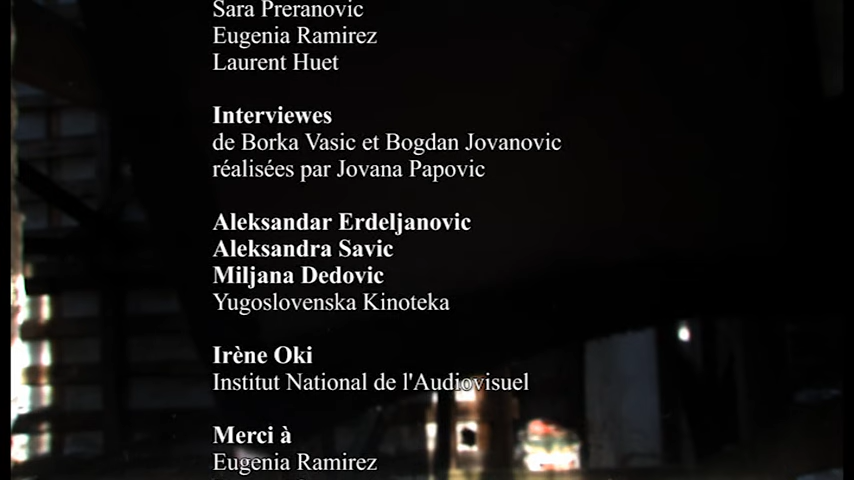 Sara Preranovic
Eugenia Ramirez
Laurent Huet
Interviewes
de Borka Vasic et Bogdan Jovanovic
réalisées par Jovana Papovic
Aleksandar Erdeljanovic
Aleksandra Savic
Miljana Dedovic
Yugoslovenska Kinoteka
Irène Oki
Institut National de l'Audiovisuel
Merci à
Eugenia Ramirez